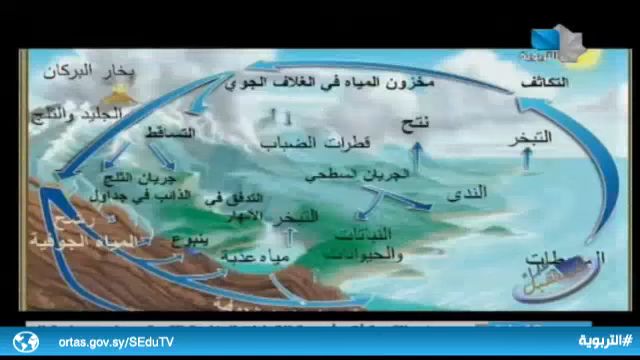 التربوية
بخار البركان
مخزون المياه في الغلاف الجوي
التكاثف
الجليد والثلج
التساقط
قطرات الضباب
نتح
التبخر
جريان الثلج
الذائب في جداول
الجريان السطحي
التدفق في
الأنهار
التبخر
الندى
رشح
المياه الجوفية
ينبوع
مياه عذبة
النباتات
والحيوانات
ortas.gov.sy/SEduTV
#التربوية